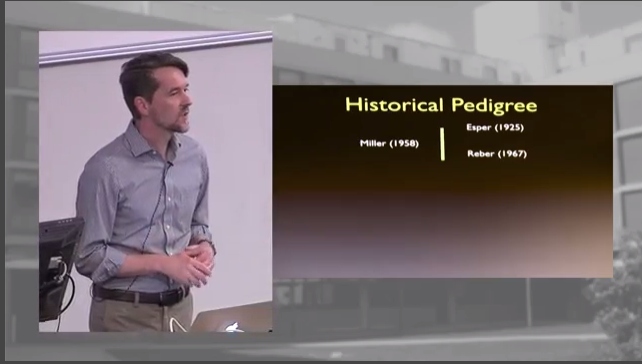 Historical Pedigree
Esper (1925)
Miller (1958)
Reber (1967)